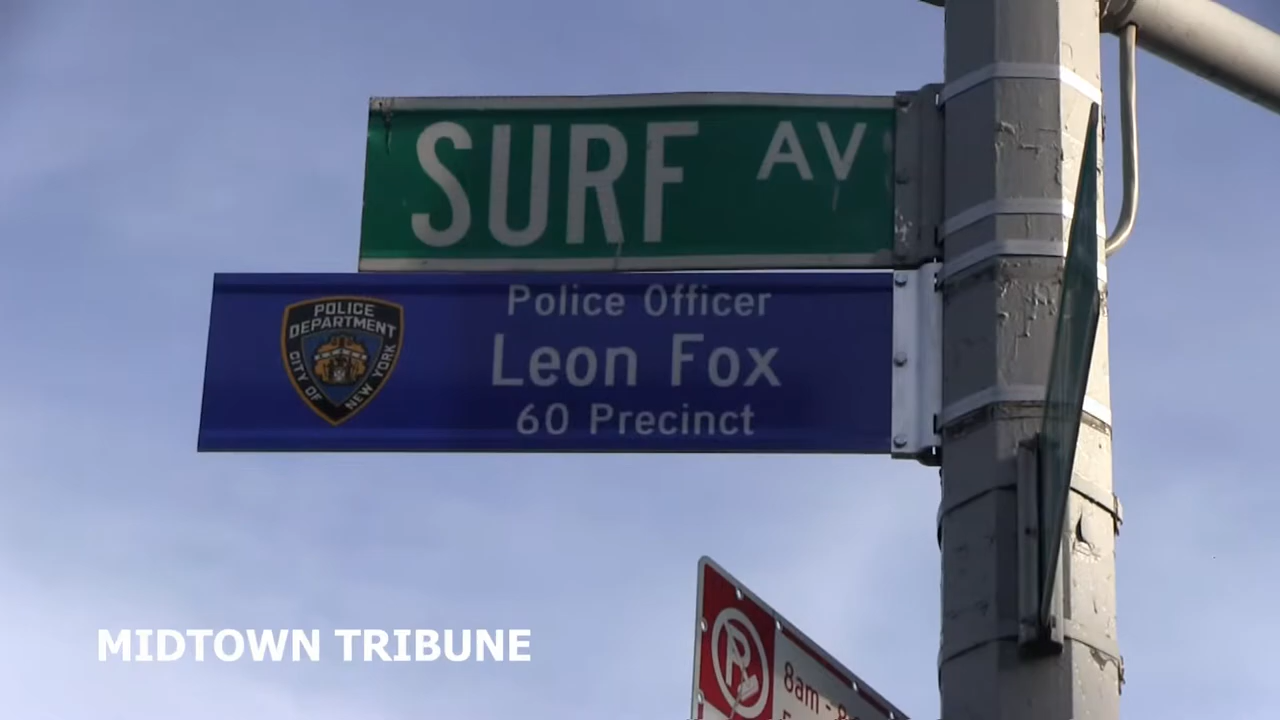 SURF AV
Police Officer
Leon Fox
60 Precinct
POLICE
DEPARTMENT
CITY OF
NEW YORK
MIDTOWN TRIBUNE
8am -